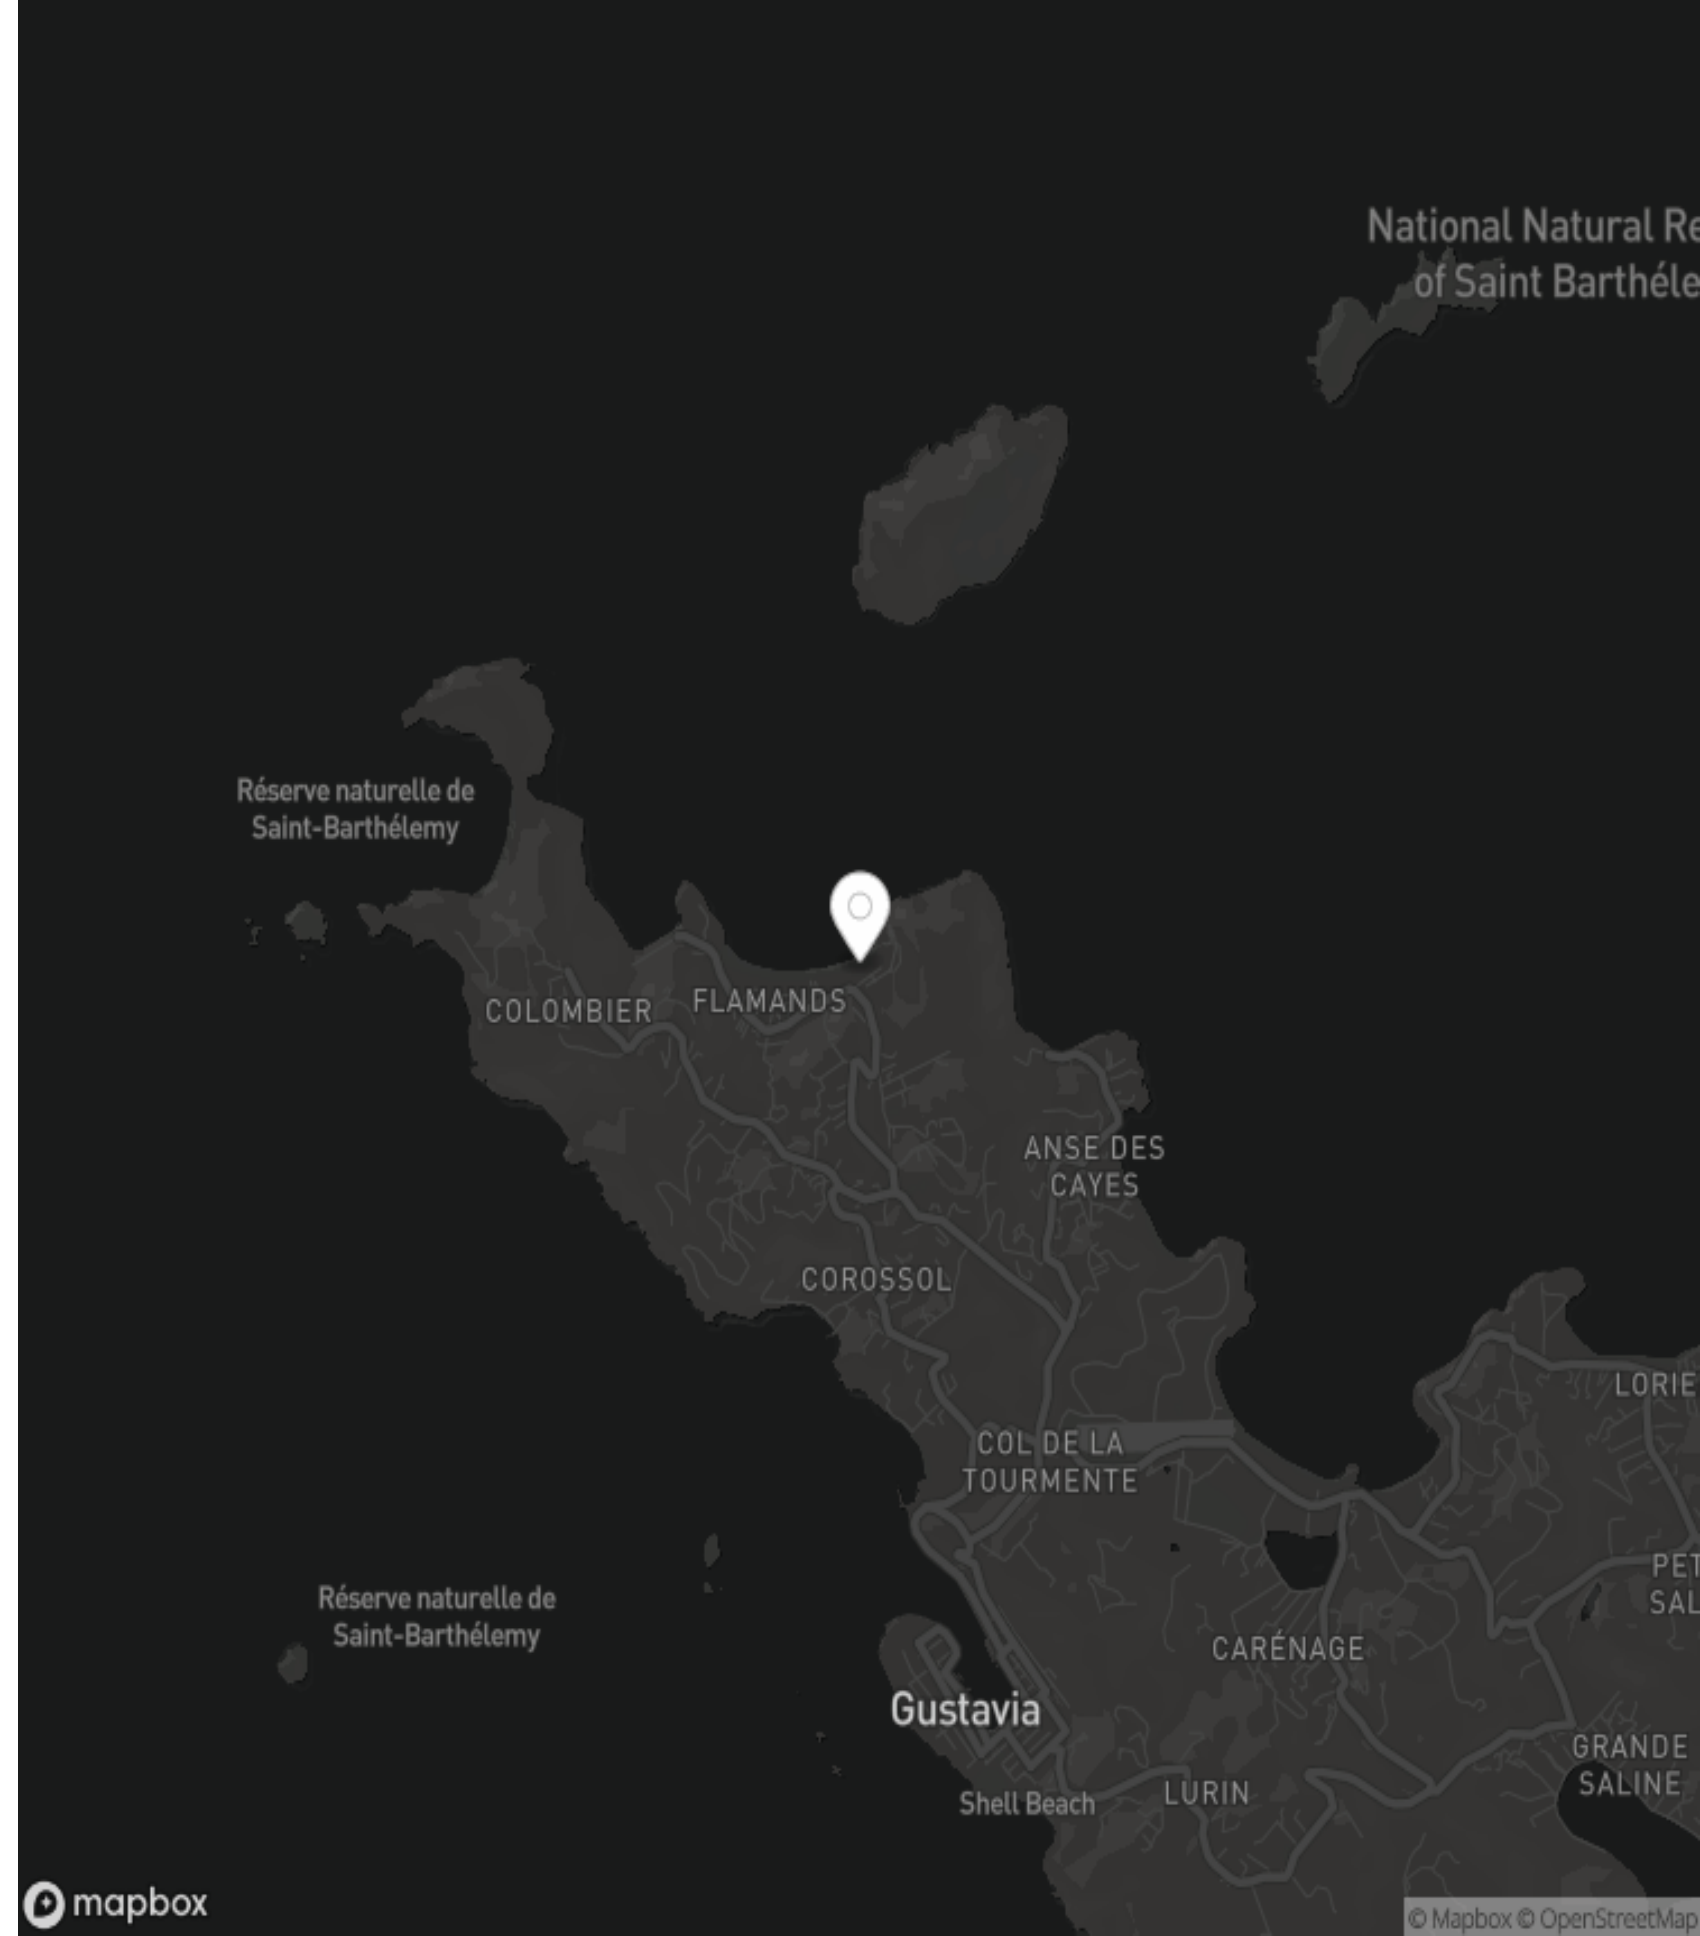 National Natural Re
of Saint Barthéle
Réserve naturelle de
Saint-Barthélemy
COLOMBIER
FLAMANDS
ANSE DES
CAYES
COROSSOL
LORIE
COL DE LA
TOURMENTE
PET
SAL
Réserve naturelle de
Saint-Barthélemy
CARÉNAGE
Gustavia
GRANDE
SALINE
LURIN
Shell Beach
mapbox
© Mapbox © OpenStreetMap